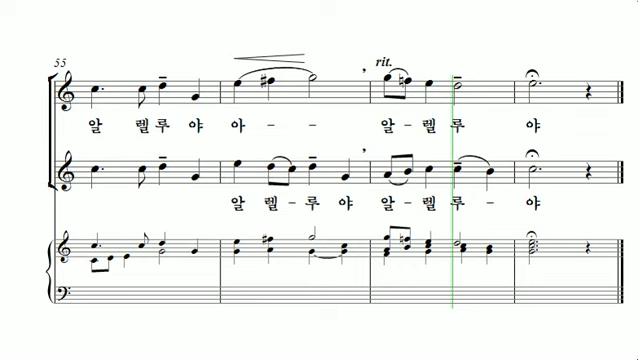 55
rit.
알 렐 루 야 아 - - 알 - 렐 루 야
알 렐 - 루 야 알 - 렐 루 - 야